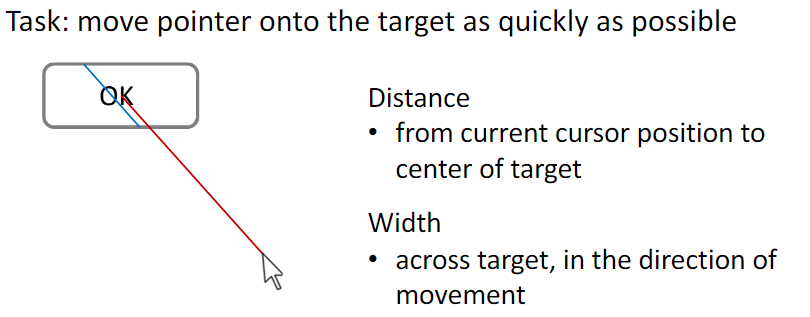 Task: move pointer onto the target as quickly as possible
OK
Distance
• from current cursor position to
center of target
Width
• across target, in the direction of
movement